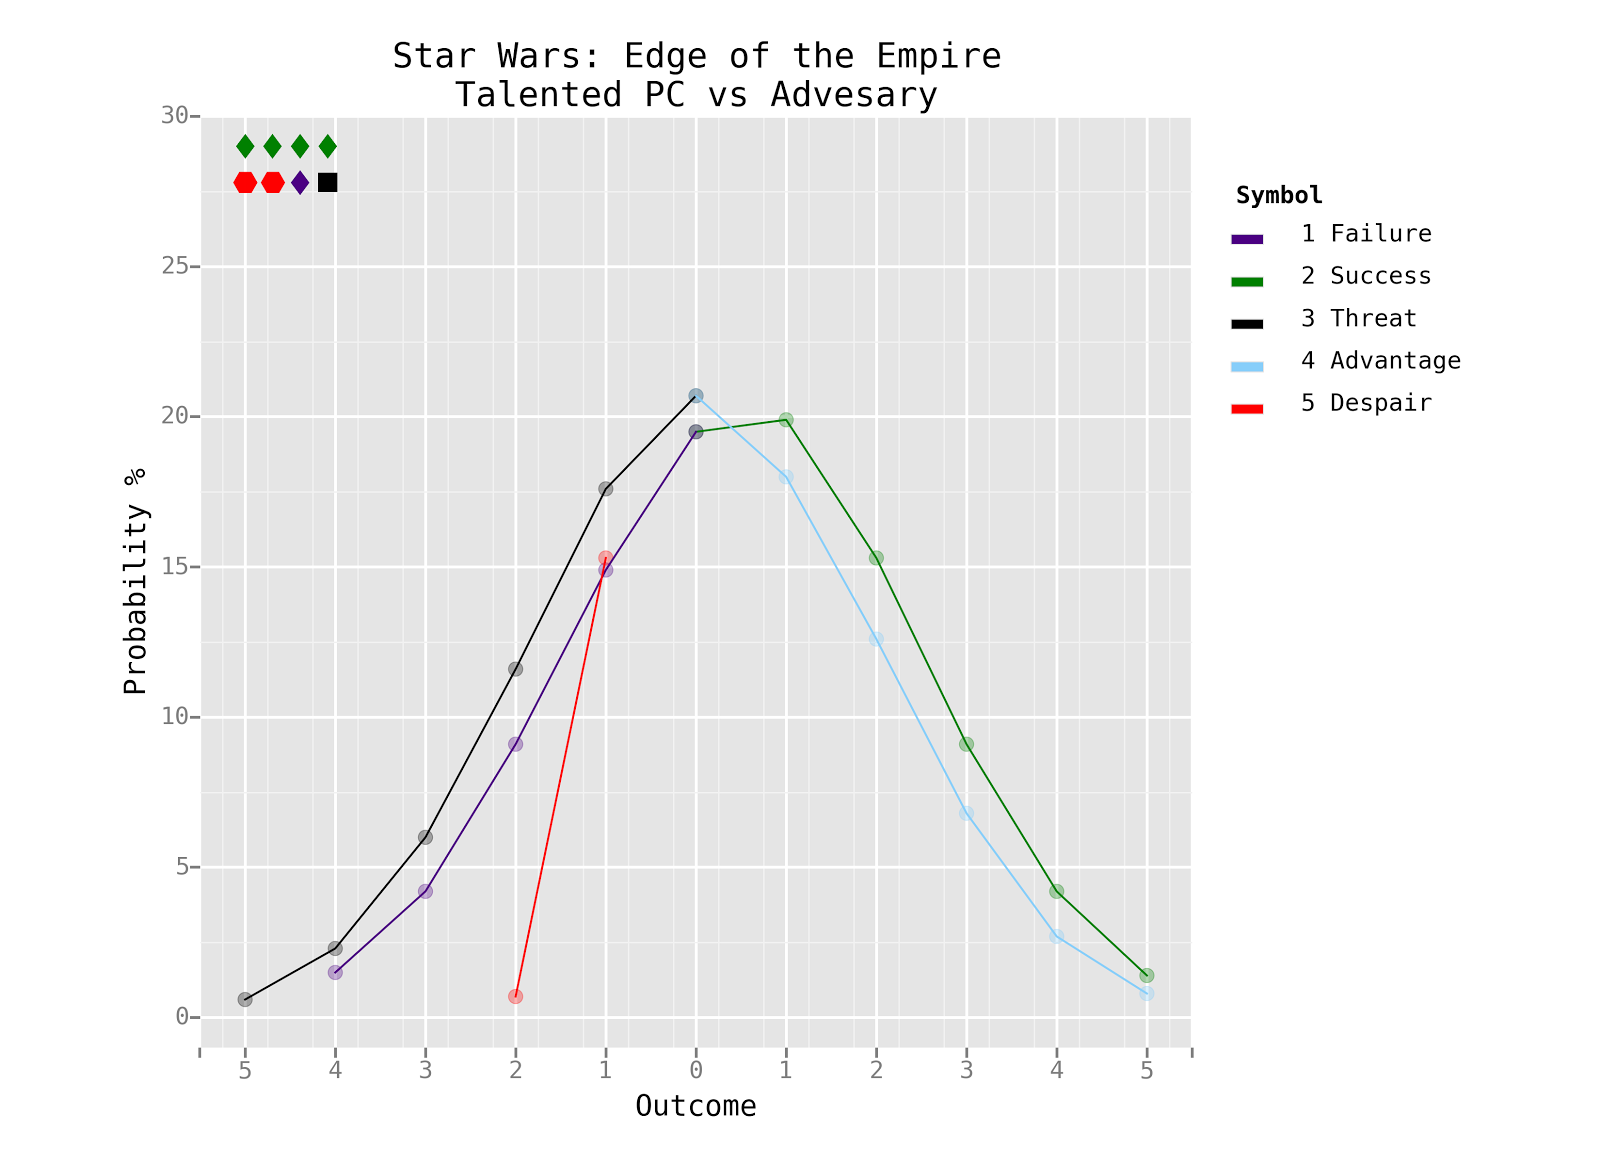 Star Wars: Edge of the Empire
Talented PC vs Advesary
30
25
20
15
10
5
0
Probability %
5 4 3 2 1 0 1 2 3 4 5
Outcome
Symbol
1 Failure
2 Success
3 Threat
4 Advantage
5 Despair